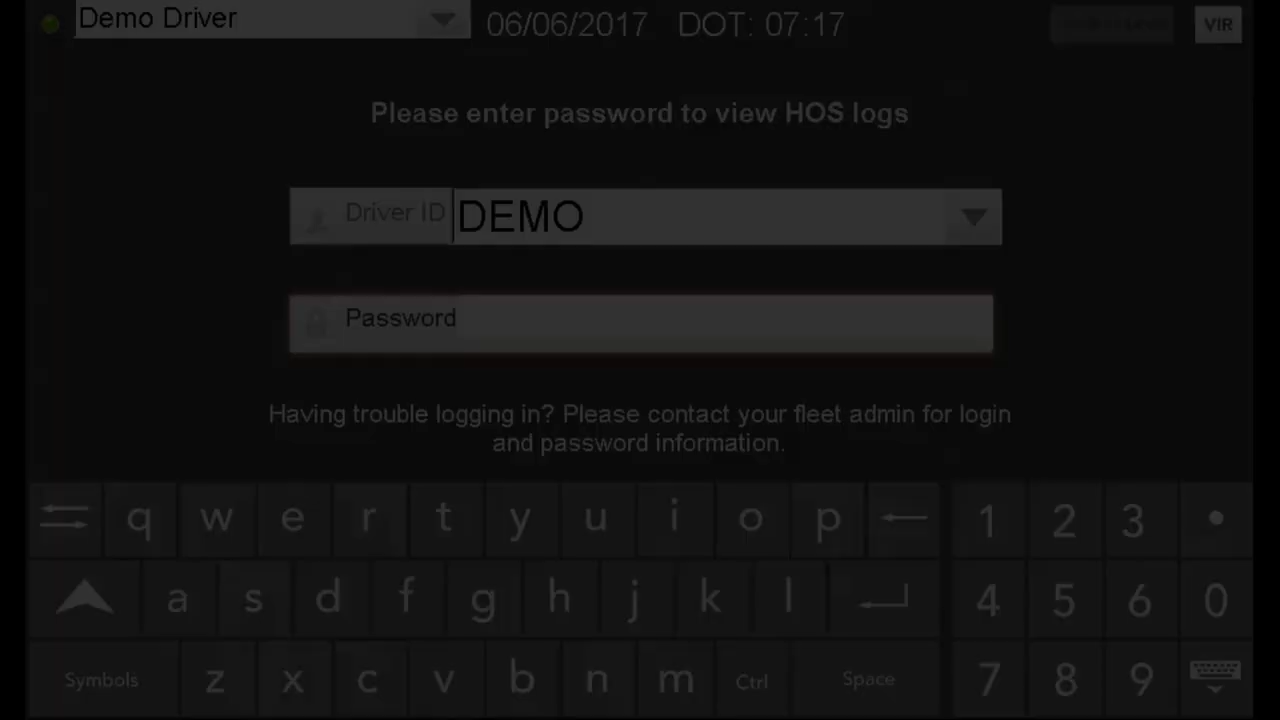 Demo Driver 06/06/2017 DOT: 07:17 VIR
Please enter password to view HOS logs
Driver ID DEMO
Password
Having trouble logging in? Please contact your fleet admin for login
and password information.
q w e r t y u i o p 1 2 3 •
a s d f g h j k l 4 5 6 0
Symbols z x c v b n m Ctrl Space 7 8 9